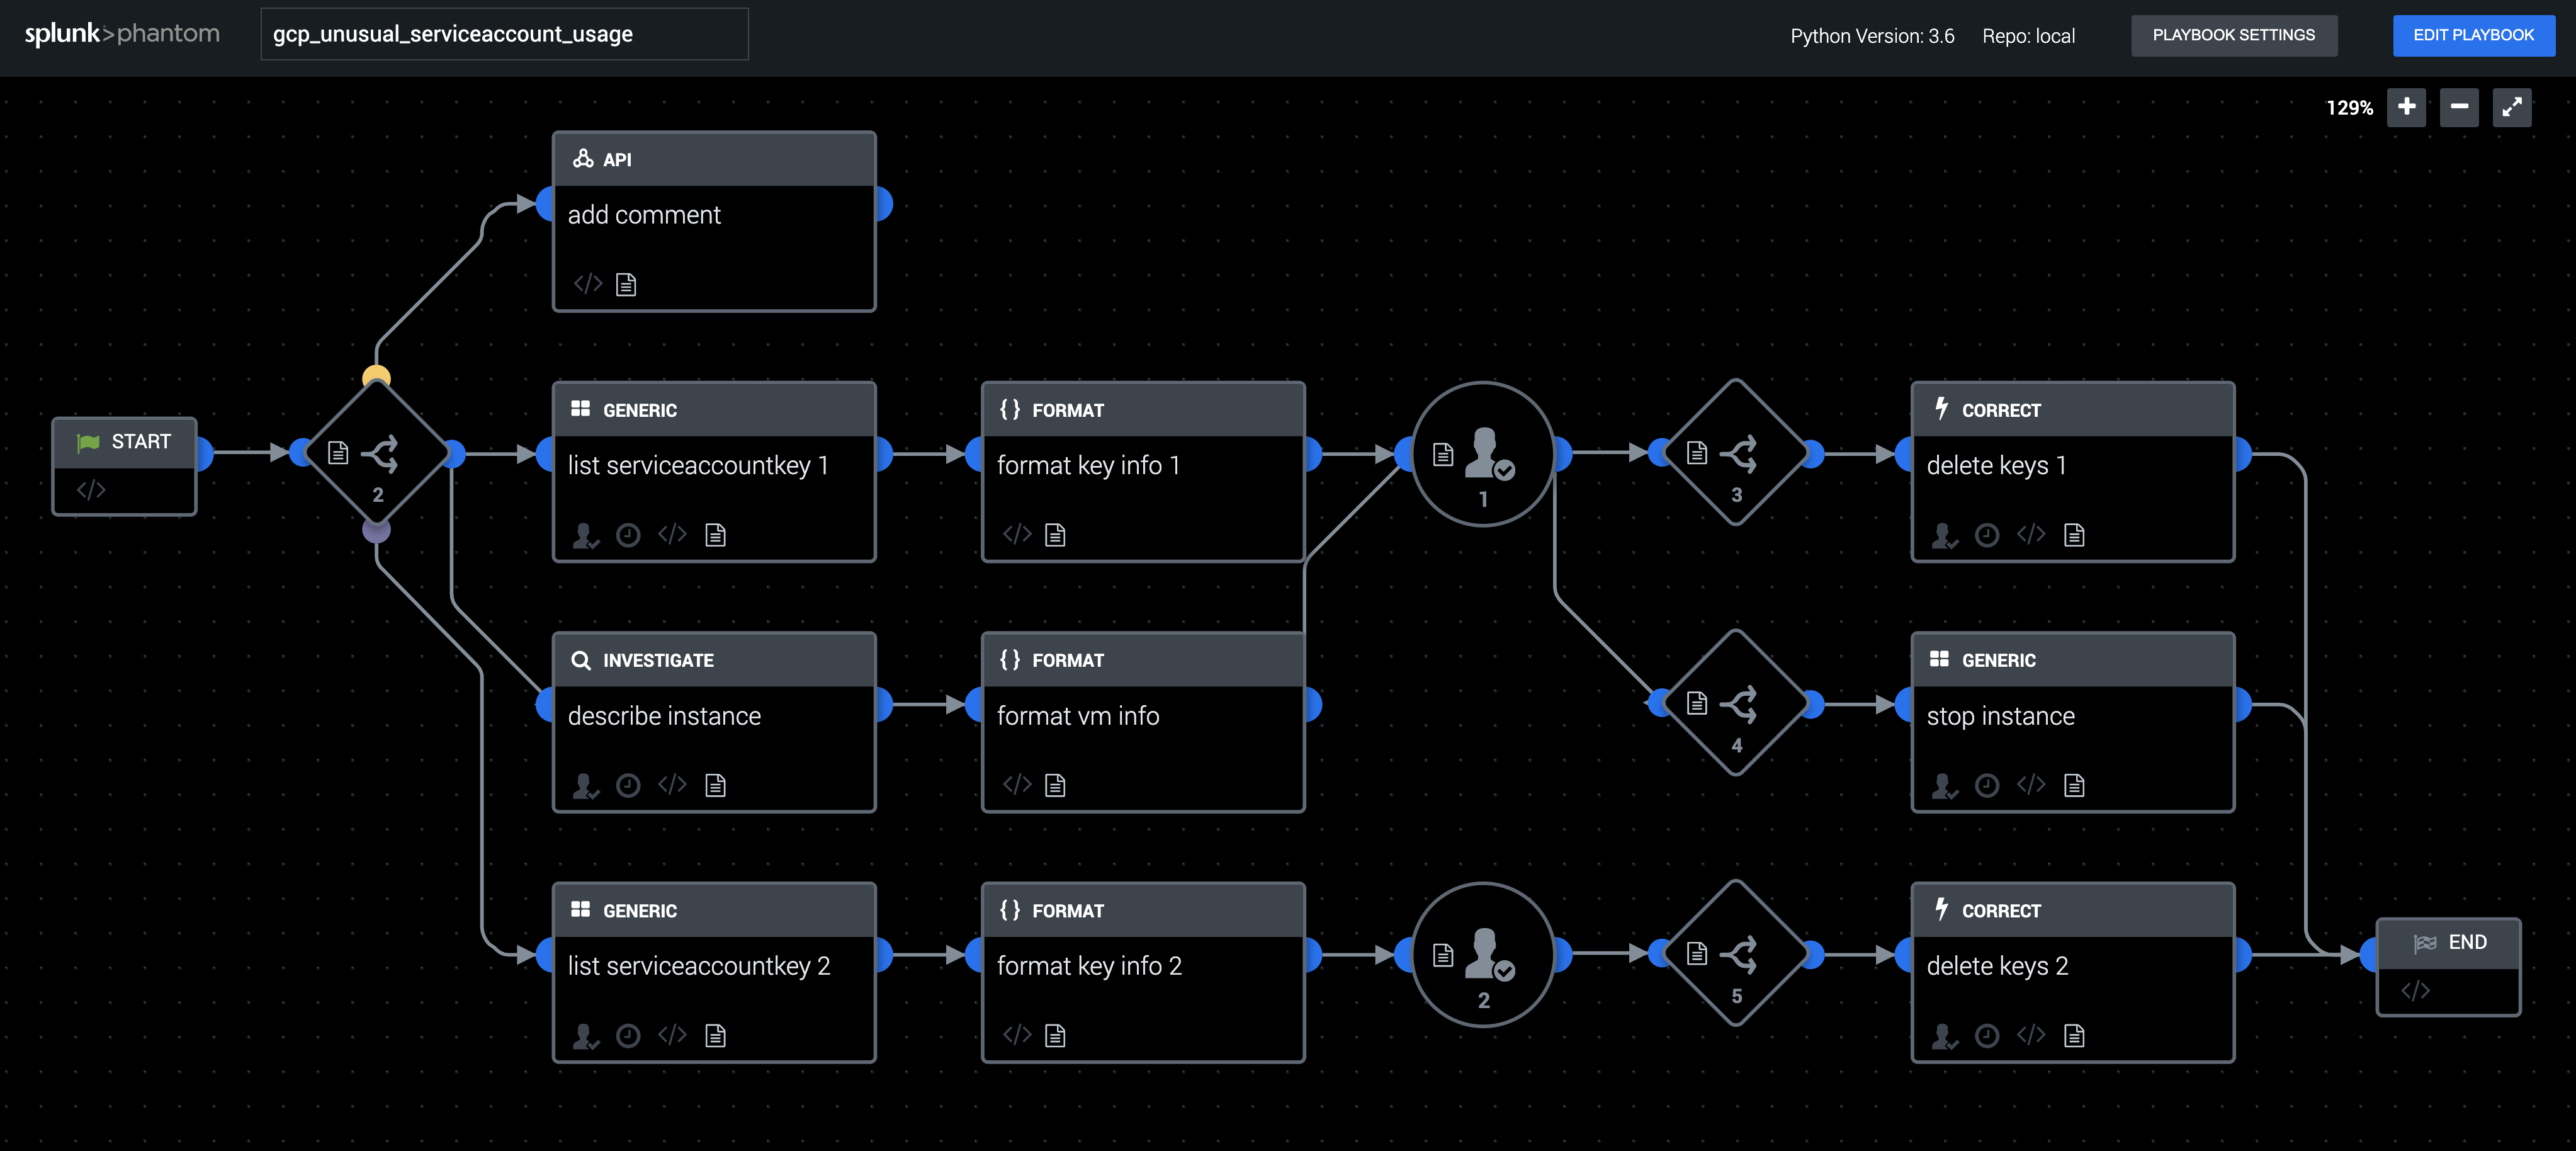 splunk>phantom
gcp_unusual_serviceaccount_usage
Python Version: 3.6
Repo: local
PLAYBOOK SETTINGS
EDIT PLAYBOOK
129%
API
add comment
START
2
GENERIC
list serviceaccountkey 1
FORMAT
format key info 1
1
3
CORRECT
delete keys 1
INVESTIGATE
describe instance
FORMAT
format vm info
4
GENERIC
stop instance
GENERIC
list serviceaccountkey 2
FORMAT
format key info 2
2
5
CORRECT
delete keys 2
END